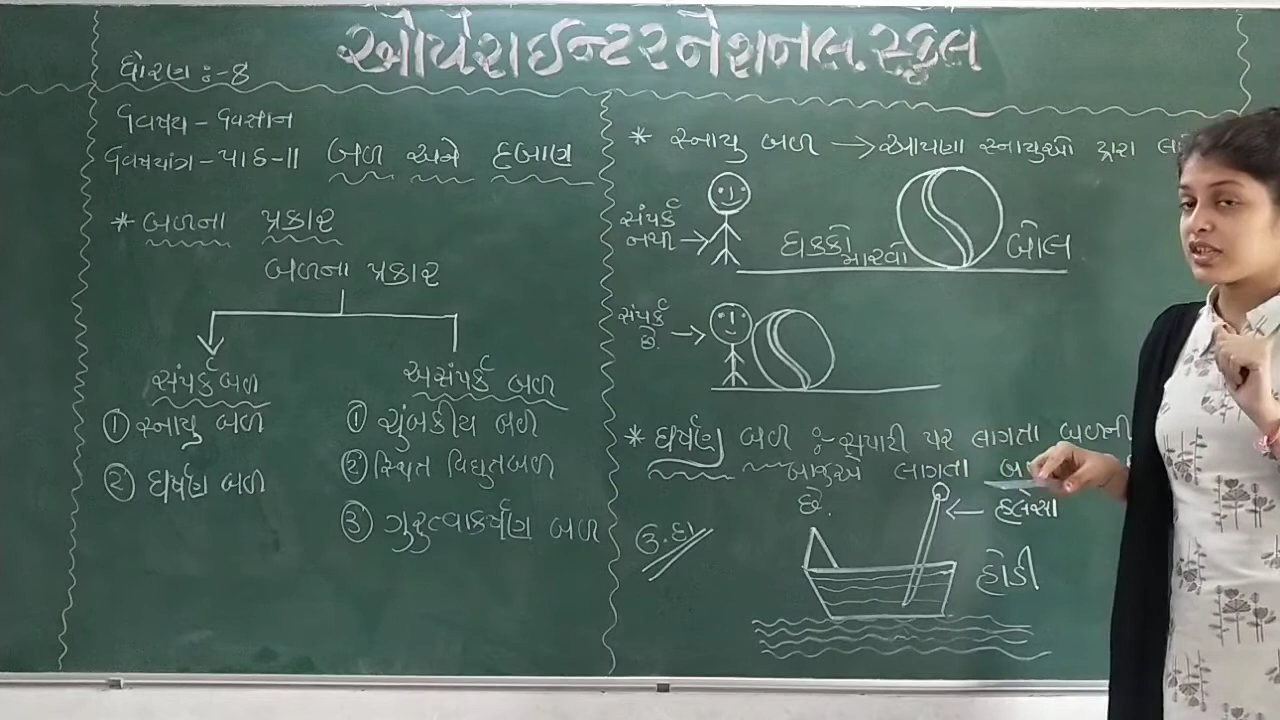 ઓપેરા ઇન્ટરનેશનલ સ્કૂલ
ધોરણ :- 8
વિષય - વિજ્ઞાન
વિષયાંગ - પાઠ-11 બળ અને દબાણ
* બળના પ્રકાર
બળના પ્રકાર
સંપર્ક બળ
① સ્નાયુ બળ
② ઘર્ષણ બળ
અસંપર્ક બળ
① ચુંબકીય બળ
② સ્થિત વિદ્યુતબળ
③ ગુરુત્વાકર્ષણ બળ
* સ્નાયુ બળ → આપણા સ્નાયુઓ દ્વારા
સંપર્ક
નથી →
ધક્કો મારવો
બોલ
સંપર્ક
છે. →
* ઘર્ષણ બળ :- સપાટી પર લાગતા બળની
બાજુએ લાગતા
છે.
ઉ.દા
← હલેસા
હોડી